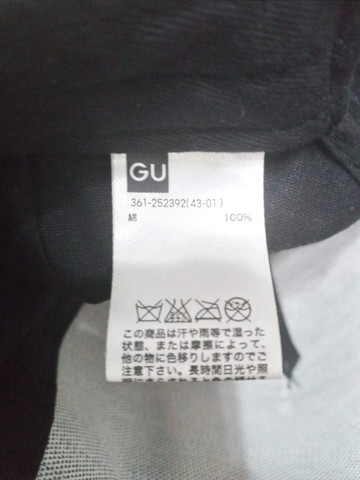 GU
361-252392(43-01)
綿 100%
この商品は汗や雨等で湿った
状態、または摩擦によって、
他の物に色移りしますのでご
注意下さい。長時間日光や照